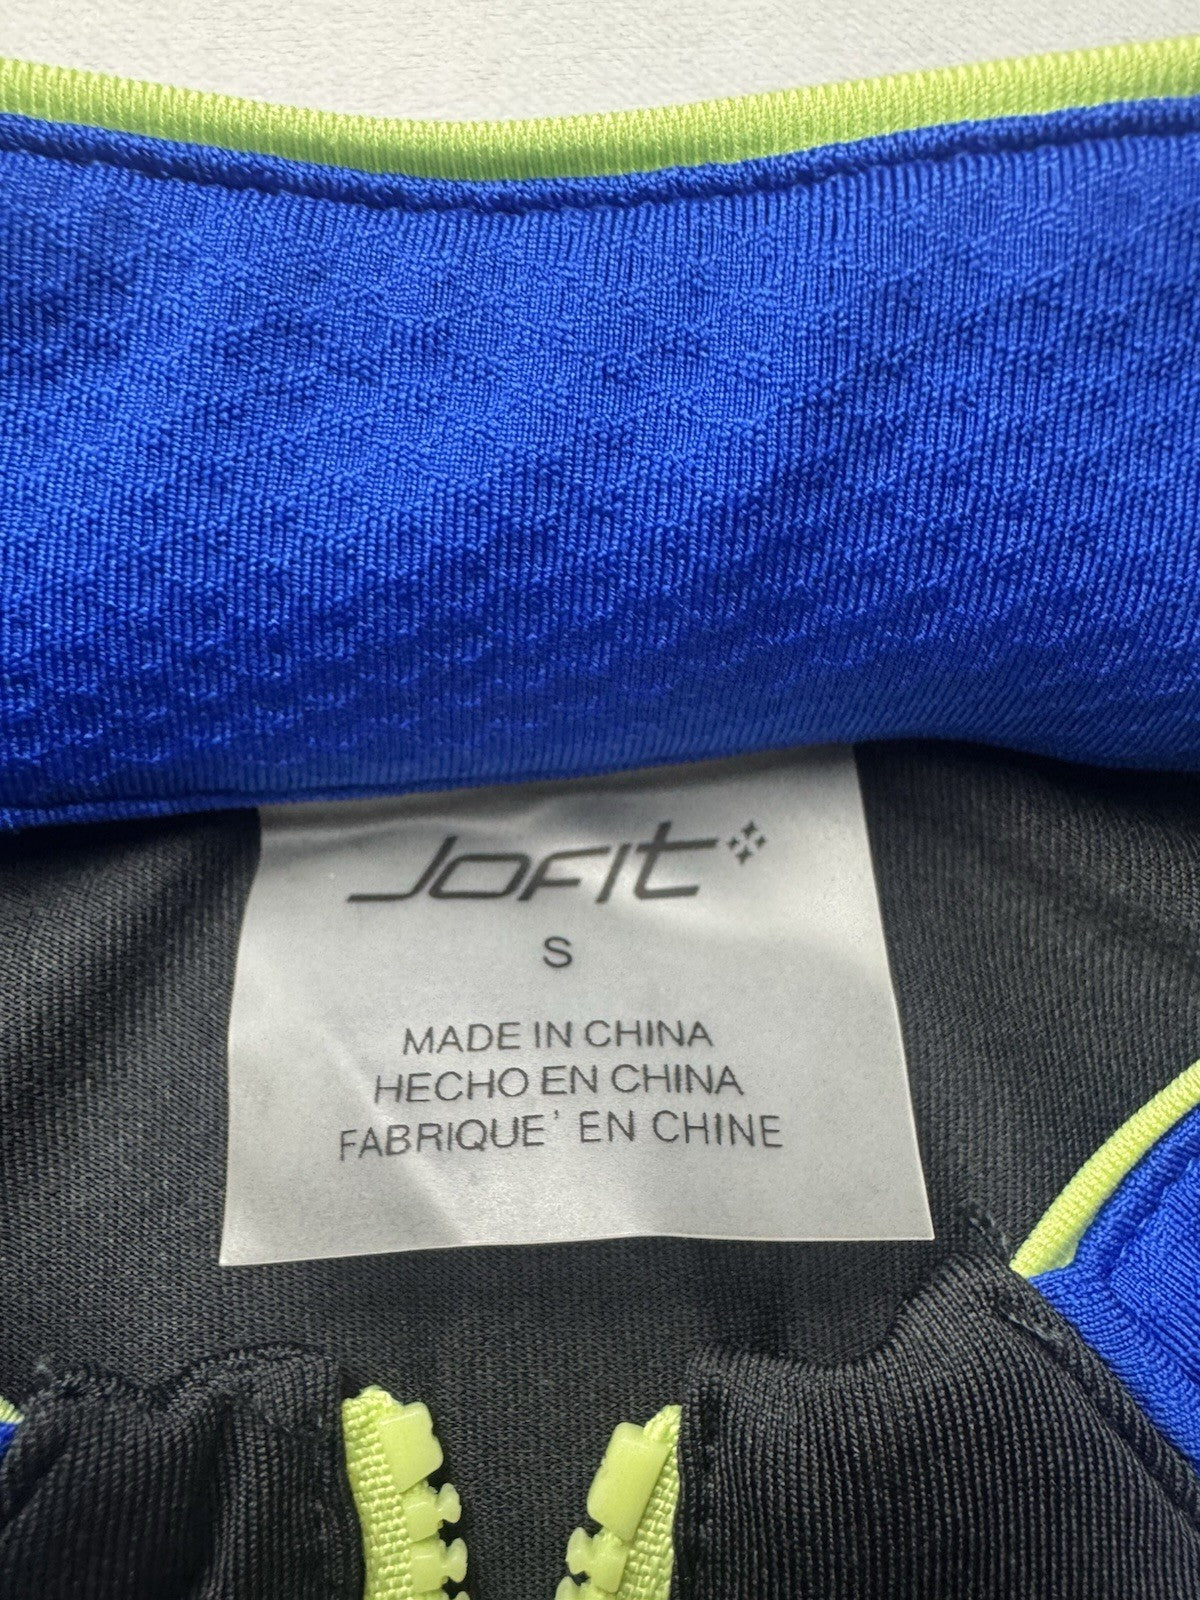 JOFIT
S
MADE IN CHINA
HECHO EN CHINA
FABRIQUE' EN CHINE